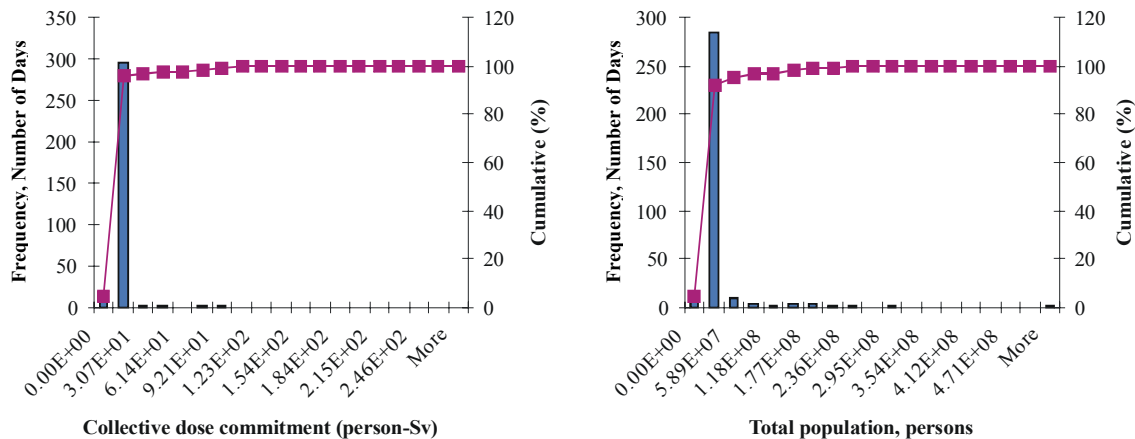 350
300
250
200
150
100
50
0
Frequency, Number of Days
120
100
80
60
40
20
0
Cumulative (%)
0.00E+00
3.07E+01
6.14E+01
9.21E+01
1.23E+02
1.54E+02
1.84E+02
2.15E+02
2.46E+02
More
Collective dose commitment (person-Sv)
300
250
200
150
100
50
0
Frequency, Number of Days
120
100
80
60
40
20
0
Cumulative (%)
0.00E+00
5.89E+07
1.18E+08
1.77E+08
2.36E+08
2.95E+08
3.54E+08
4.12E+08
4.71E+08
More
Total population, persons